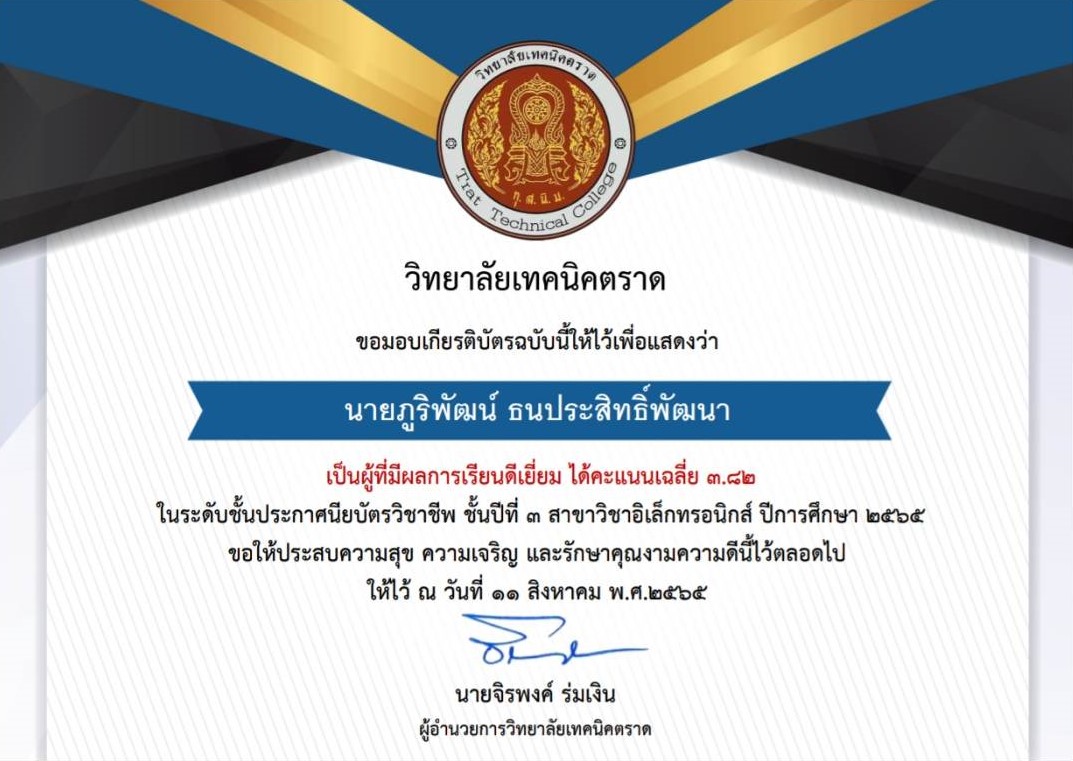 วิทยาลัยเทคนิคตราด
ทุ. ส. นิ. ม.
Trat Technical College
วิทยาลัยเทคนิคตราด
ขอมอบเกียรติบัตรฉบับนี้ให้ไว้เพื่อแสดงว่า
นายภูริพัฒน์ ธนประสิทธิ์พัฒนา
เป็นผู้ที่มีผลการเรียนดีเยี่ยม ได้คะแนนเฉลี่ย ๓.๘๒
ในระดับชั้นประกาศนียบัตรวิชาชีพ ชั้นปีที่ ๓ สาขาวิชาอิเล็กทรอนิกส์ ปีการศึกษา ๒๕๖๕
ขอให้ประสบความสุข ความเจริญ และรักษาคุณงามความดีนี้ไว้ตลอดไป
ให้ไว้ ณ วันที่ ๑๑ สิงหาคม พ.ศ.๒๕๖๕
นายจิรพงค์ ร่มเงิน
ผู้อำนวยการวิทยาลัยเทคนิคตราด